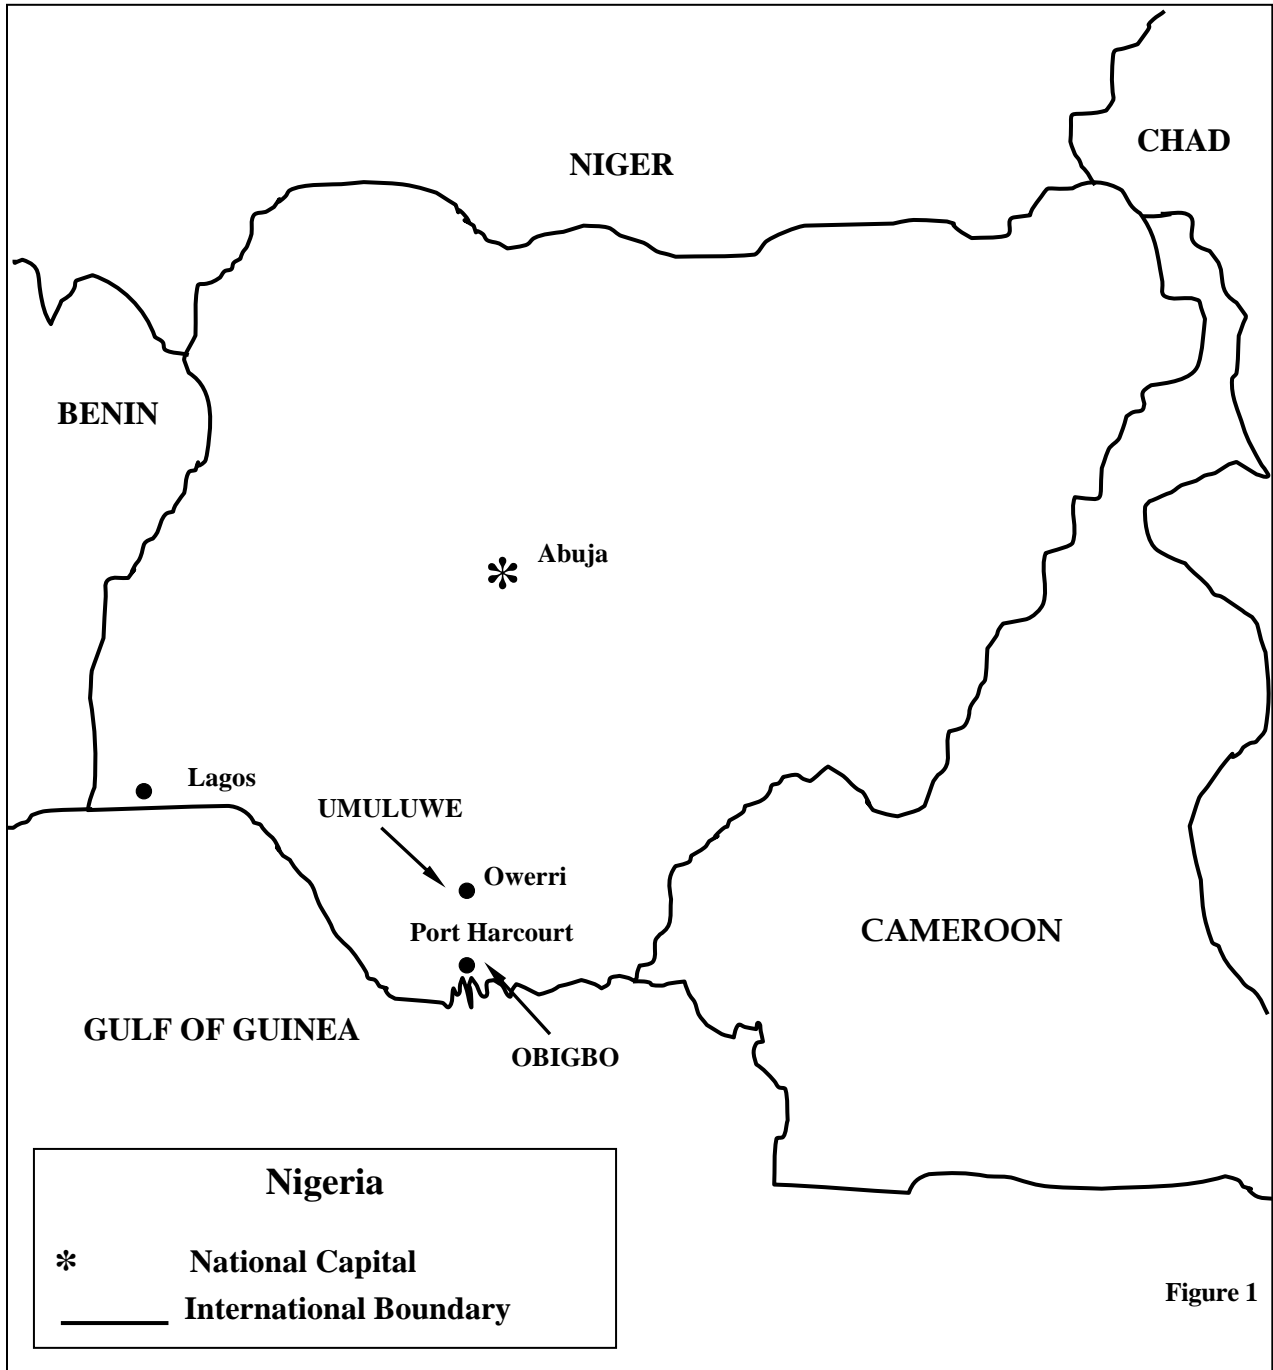 CHAD
NIGER
BENIN
Abuja
Lagos
UMULUWE
Owerri
Port Harcourt
CAMEROON
GULF OF GUINEA
OBIGBO
Nigeria
* National Capital
International Boundary
Figure 1